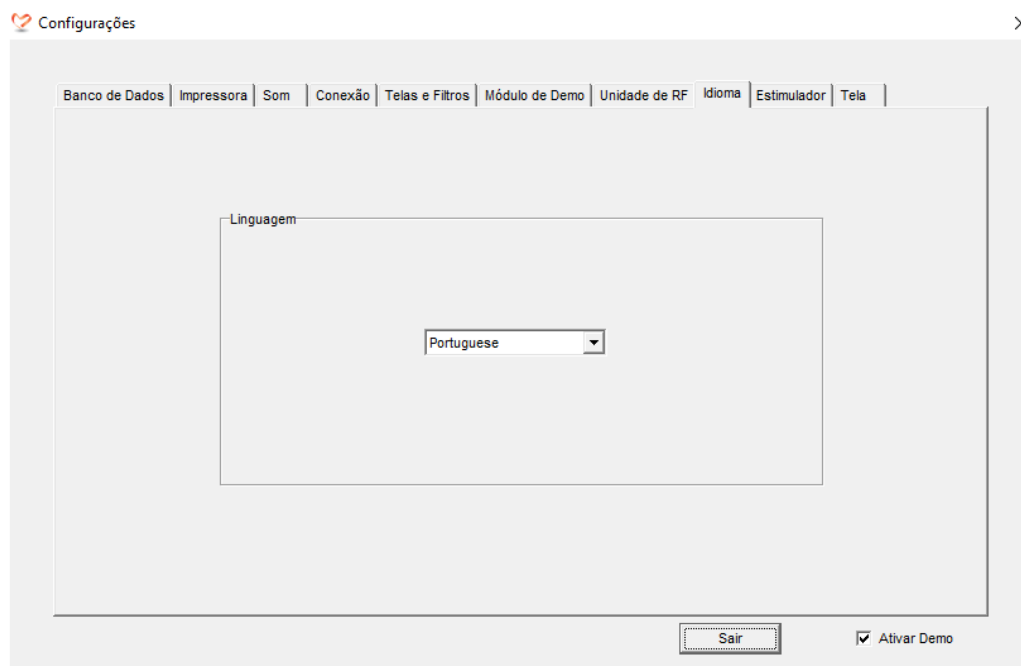 Configurações
Banco de Dados Impressora Som Conexão Telas e Filtros Módulo de Demo Unidade de RF Idioma Estimulador Tela
Linguagem
Portuguese
Sair Ativar Demo